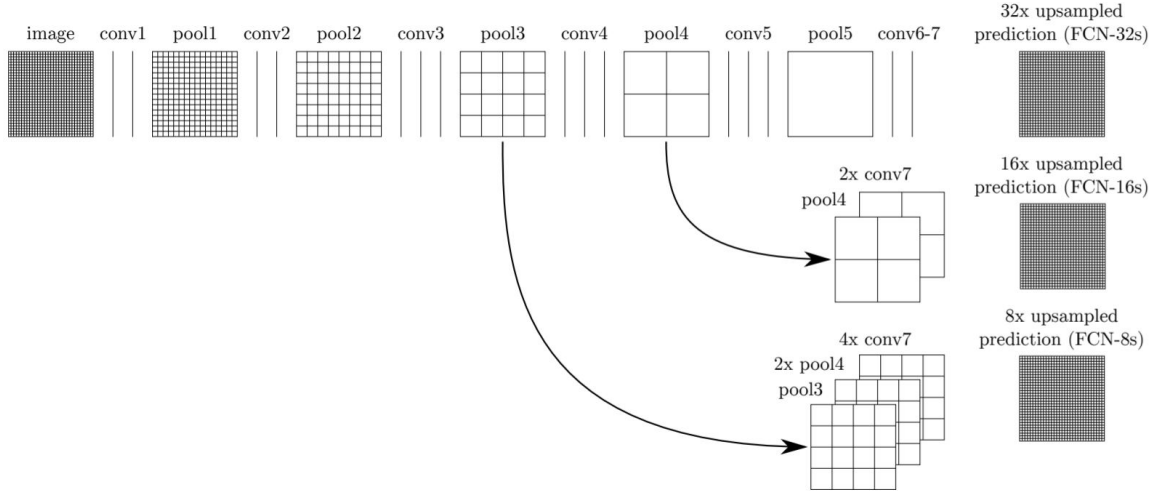 image conv1 pool1 conv2 pool2 conv3 pool3 conv4 pool4 conv5 pool5 conv6-7
32x upsampled
prediction (FCN-32s)
2x conv7
pool4
16x upsampled
prediction (FCN-16s)
4x conv7
2x pool4
pool3
8x upsampled
prediction (FCN-8s)